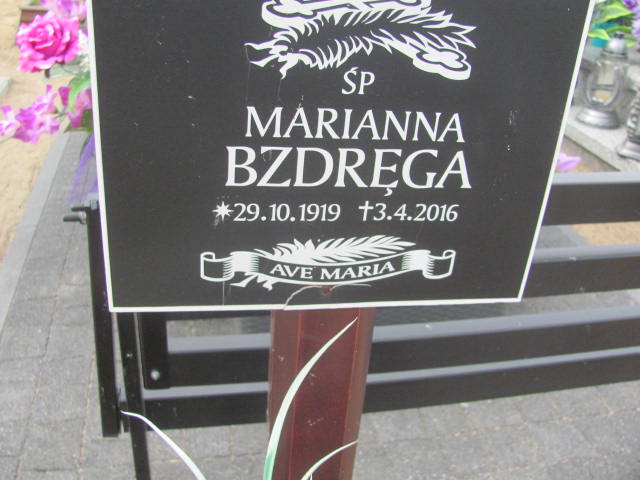 ŚP
MARIANNA
BZDRĘGA
✷29.10.1919 ✝3.4.2016
AVE MARIA